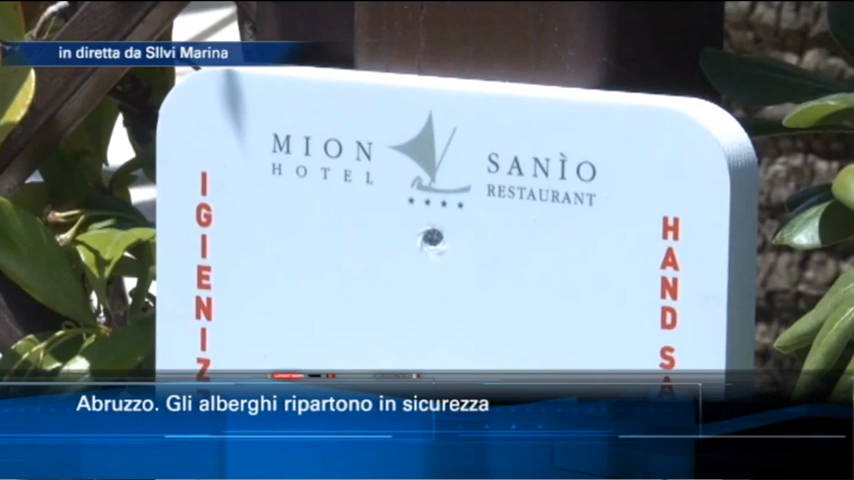 in diretta da SIlvi Marina
MION
HOTEL
SANÌO
RESTAURANT
IGIENIZ
HAND SA
Abruzzo. Gli alberghi ripartono in sicurezza